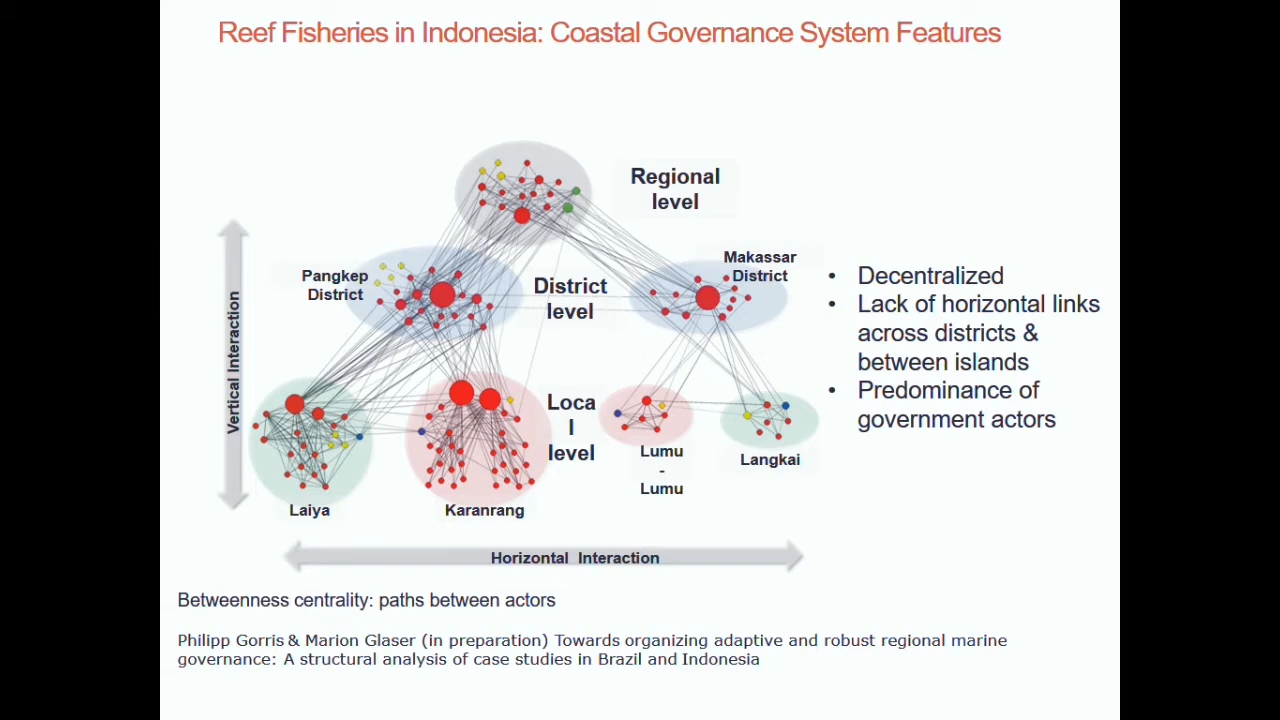 Reef Fisheries in Indonesia: Coastal Governance System Features
Regional
level
Pangkep
District
District
level
Makassar
District
Vertical Interaction
Loca
l
level
Laiya
Karanrang
Lumu
-
Lumu
Langkai
Horizontal Interaction
• Decentralized
• Lack of horizontal links
across districts &
between islands
• Predominance of
government actors
Betweenness centrality: paths between actors
Philipp Gorris & Marion Glaser (in preparation) Towards organizing adaptive and robust regional marine
governance: A structural analysis of case studies in Brazil and Indonesia